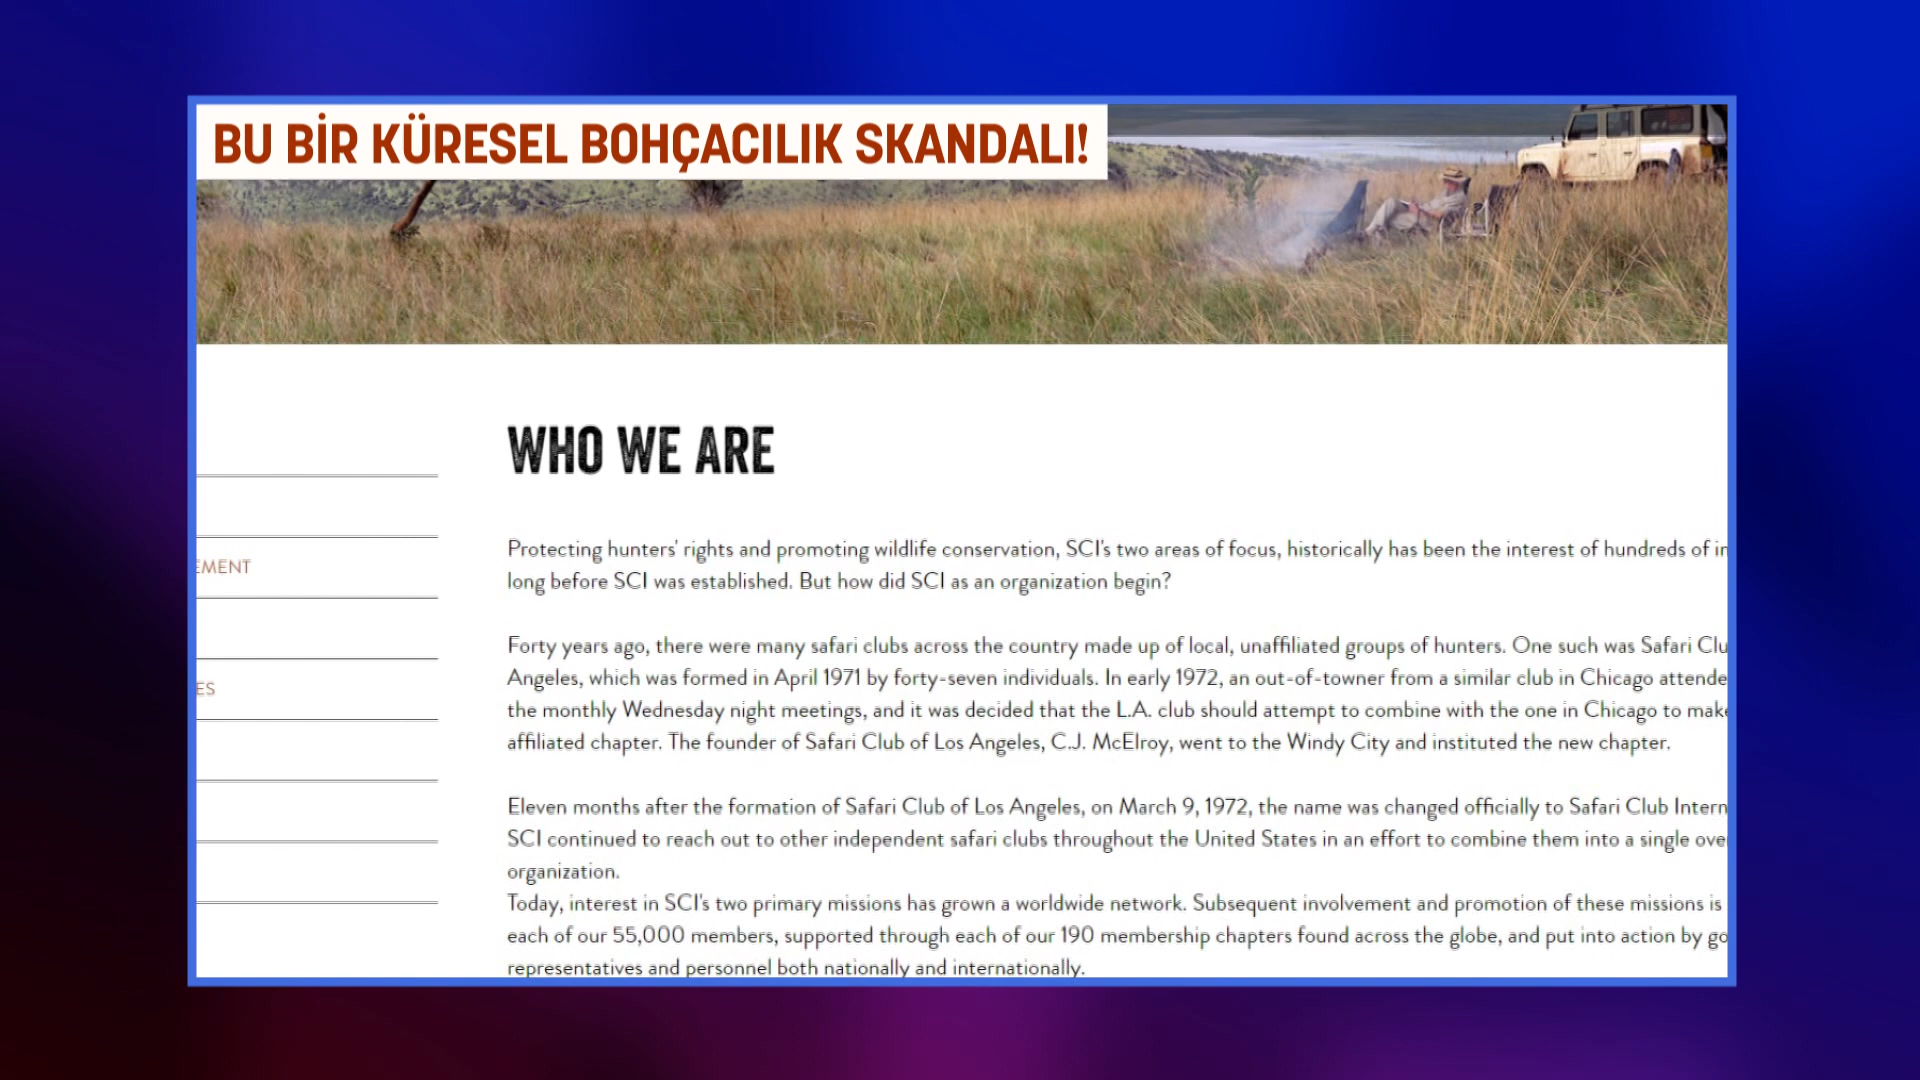 BU BİR KÜRESEL BOHÇACILIK SKANDALI!
WHO WE ARE
EMENT
ES
Protecting hunters' rights and promoting wildlife conservation, SCI's two areas of focus, historically has been the interest of hundreds of
long before SCI was established. But how did SCI as an organization begin?
Forty years ago, there were many safari clubs across the country made up of local, unaffiliated groups of hunters. One such was Safari Clu
Angeles, which was formed in April 1971 by forty-seven individuals. In early 1972, an out-of-towner from a similar club in Chicago attende
the monthly Wednesday night meetings, and it was decided that the L.A. club should attempt to combine with the one in Chicago to make
affiliated chapter. The founder of Safari Club of Los Angeles, C.J. McElroy, went to the Windy City and instituted the new chapter.
Eleven months after the formation of Safari Club of Los Angeles, on March 9, 1972, the name was changed officially to Safari Club Intern
SCI continued to reach out to other independent safari clubs throughout the United States in an effort to combine them into a single ove
organization.
Today, interest in SCI's two primary missions has grown a worldwide network. Subsequent involvement and promotion of these missions is
each of our 55,000 members, supported through each of our 190 membership chapters found across the globe, and put into action by go
representatives and personnel both nationally and internationally.